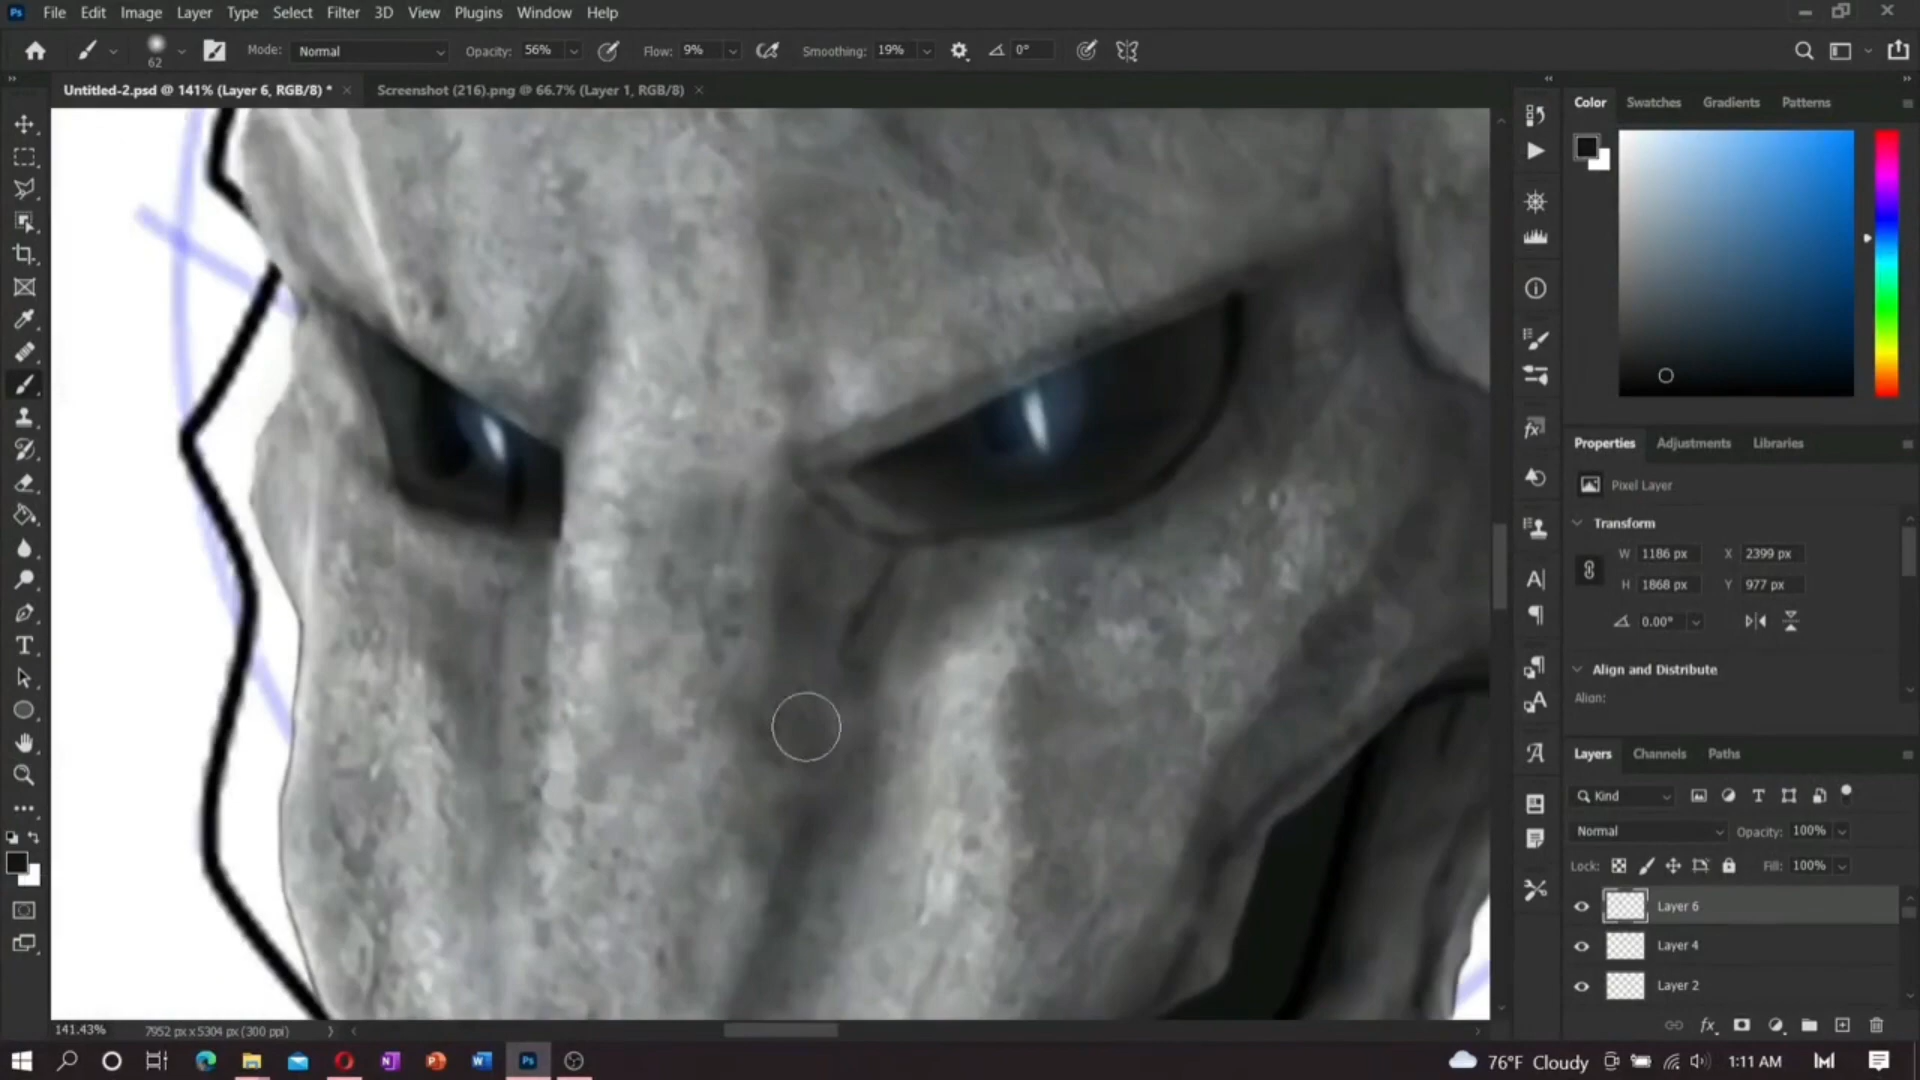 Ps File Edit Image Layer Type Select Filter 3D View Plugins Window Help
62 Mode: Normal Opacity: 56% Flow: 9% Smoothing: 19% 0°
Untitled-2.psd @ 141% (Layer 6, RGB/8) * × Screenshot (216).png @ 66.7% (Layer 1, RGB/8) ×
Color Swatches Gradients Patterns
Properties Adjustments Libraries
Pixel Layer
Transform
W 1186 px X 2399 px
H 1868 px Y 977 px
0.00°
Align and Distribute
Align:
Layers Channels Paths
Kind
Normal Opacity: 100%
Lock: Fill: 100%
Layer 6
Layer 4
Layer 2
fx
141.43% 7952 px x 5304 px (300 ppi)
76°F Cloudy 1:11 AM